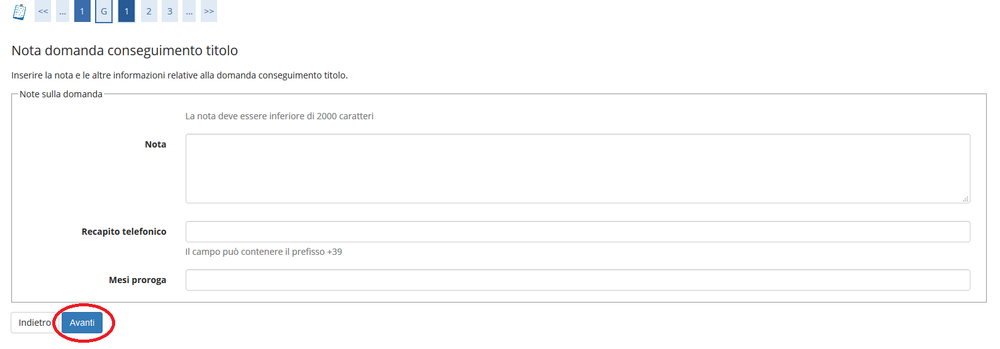 << ... 1 G 1 2 3 ... >>
Nota domanda conseguimento titolo
Inserire la nota e le altre informazioni relative alla domanda conseguimento titolo.
Note sulla domanda
La nota deve essere inferiore di 2000 caratteri
Nota
Recapito telefonico
Il campo può contenere il prefisso +39
Mesi proroga
Indietro Avanti